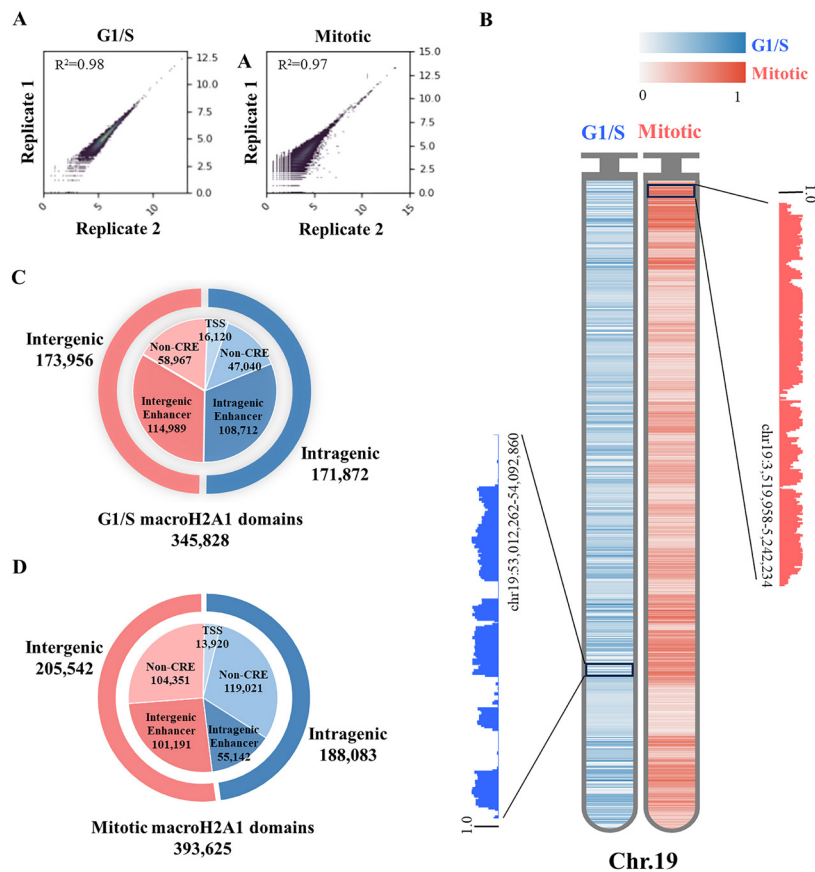 A
G1/S
R²=0.98
Replicate 1
12.5
10.0
7.5
5.0
2.5
0.0
0
5
10
Replicate 2
A
Mitotic
R²=0.97
Replicate 1
15.0
12.5
10.0
7.5
5.0
2.5
0.0
0
5
10
15
Replicate 2
B
G1/S
Mitotic
0
1
G1/S
Mitotic
1.0
chr19:3,519,958-5,242,234
chr19:53,012,262-54,092,860
1.0
Chr.19
C
Intergenic
173,956
TSS
16,120
Non-CRE
58,967
Non-CRE
47,040
Intergenic
Enhancer
114,989
Intragenic
Enhancer
108,712
Intragenic
171,872
G1/S macroH2A1 domains
345,828
D
Intergenic
205,542
TSS
13,920
Non-CRE
104,351
Non-CRE
119,021
Intergenic
Enhancer
101,191
Intragenic
Enhancer
55,142
Intragenic
188,083
Mitotic macroH2A1 domains
393,625